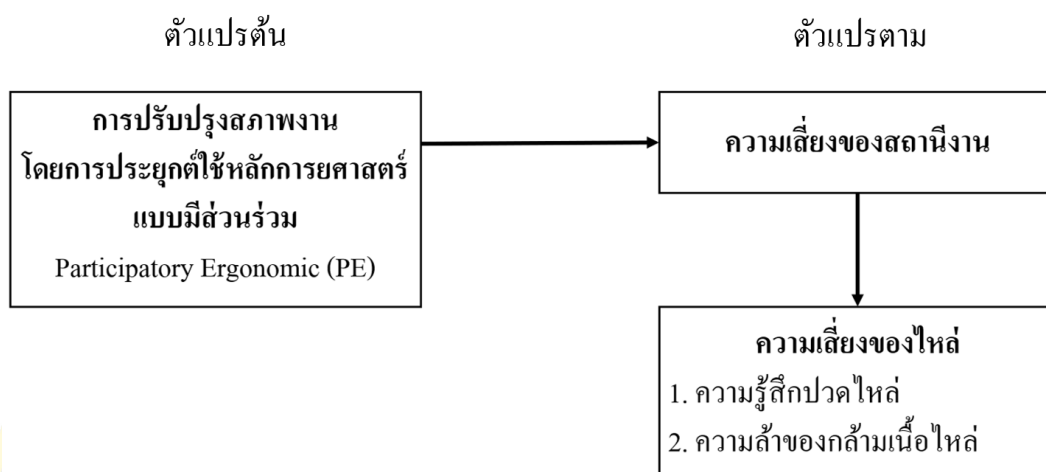 ตัวแปรต้น
ตัวแปรตาม
การปรับปรุงสภาพงาน
โดยการประยุกต์ใช้หลักการยศาสตร์
แบบมีส่วนร่วม
Participatory Ergonomic (PE)
ความเสี่ยงของสถานีงาน
ความเสี่ยงของไหล่
1. ความรู้สึกปวดไหล่
2. ความล้าของกล้ามเนื้อไหล่